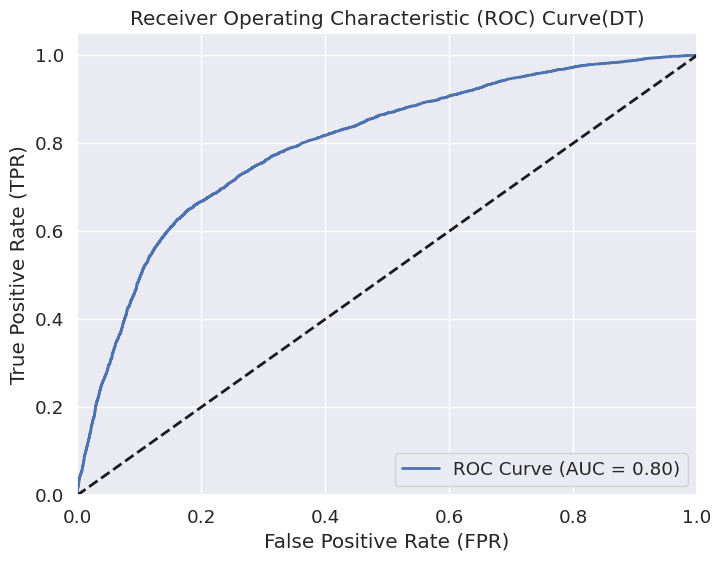 Receiver Operating Characteristic (ROC) Curve(DT)
True Positive Rate (TPR)
1.0
0.8
0.6
0.4
0.2
0.0
ROC Curve (AUC = 0.80)
0.0 0.2 0.4 0.6 0.8 1.0
False Positive Rate (FPR)